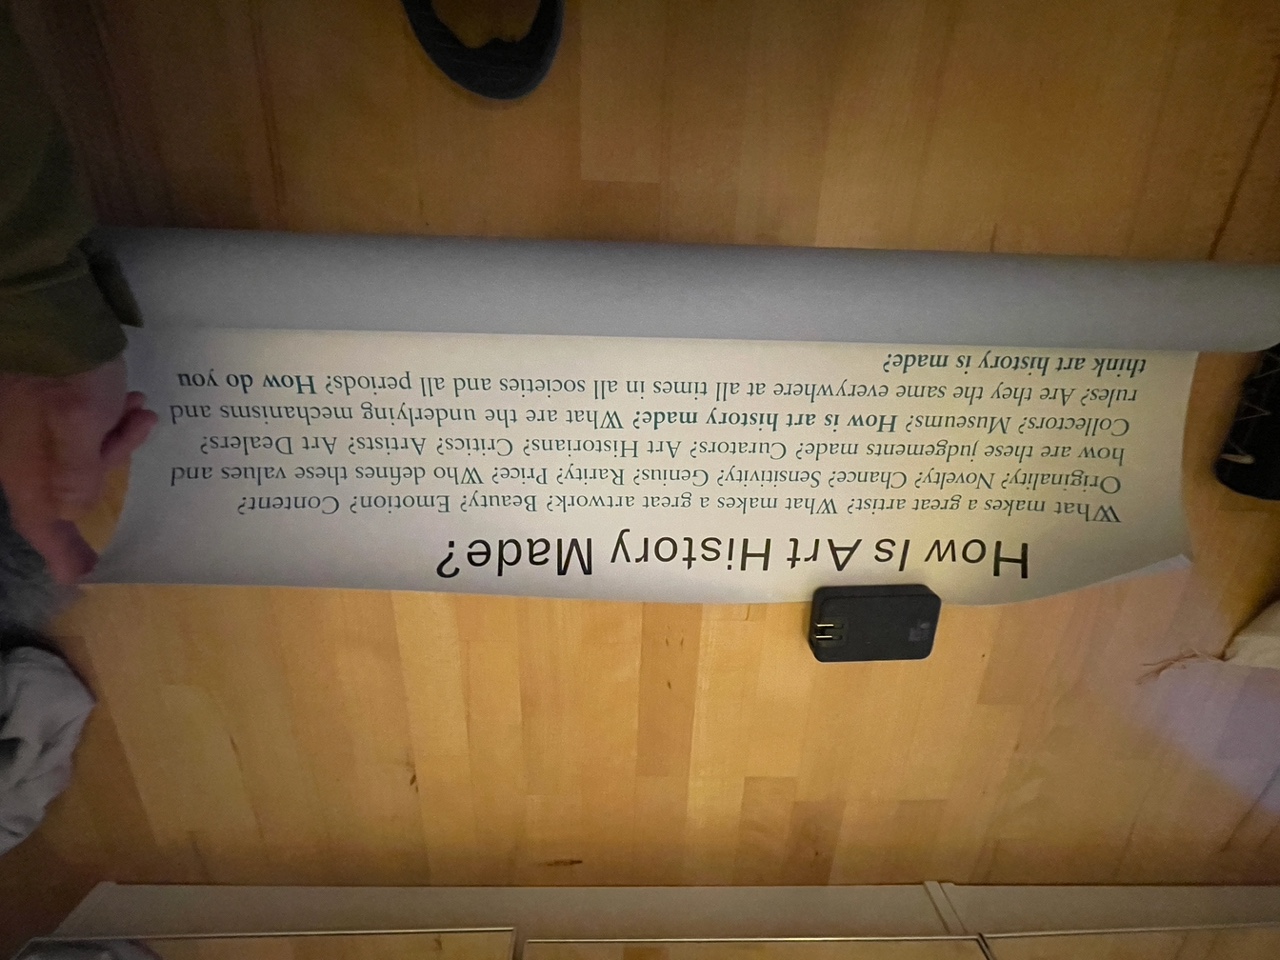 How Is Art History Made?
What makes a great artist? What makes a great artwork? Beauty? Emotion? Content?
Originality? Novelty? Chance? Sensitivity? Genius? Rarity? Price? Who defines these values and
how are these judgements made? Curators? Art Historians? Critics? Artists? Art Dealers?
Collectors? Museums? How is art history made? What are the underlying mechanisms and
rules? Are they the same everywhere at all times in all societies and all periods? How do you
think art history is made?